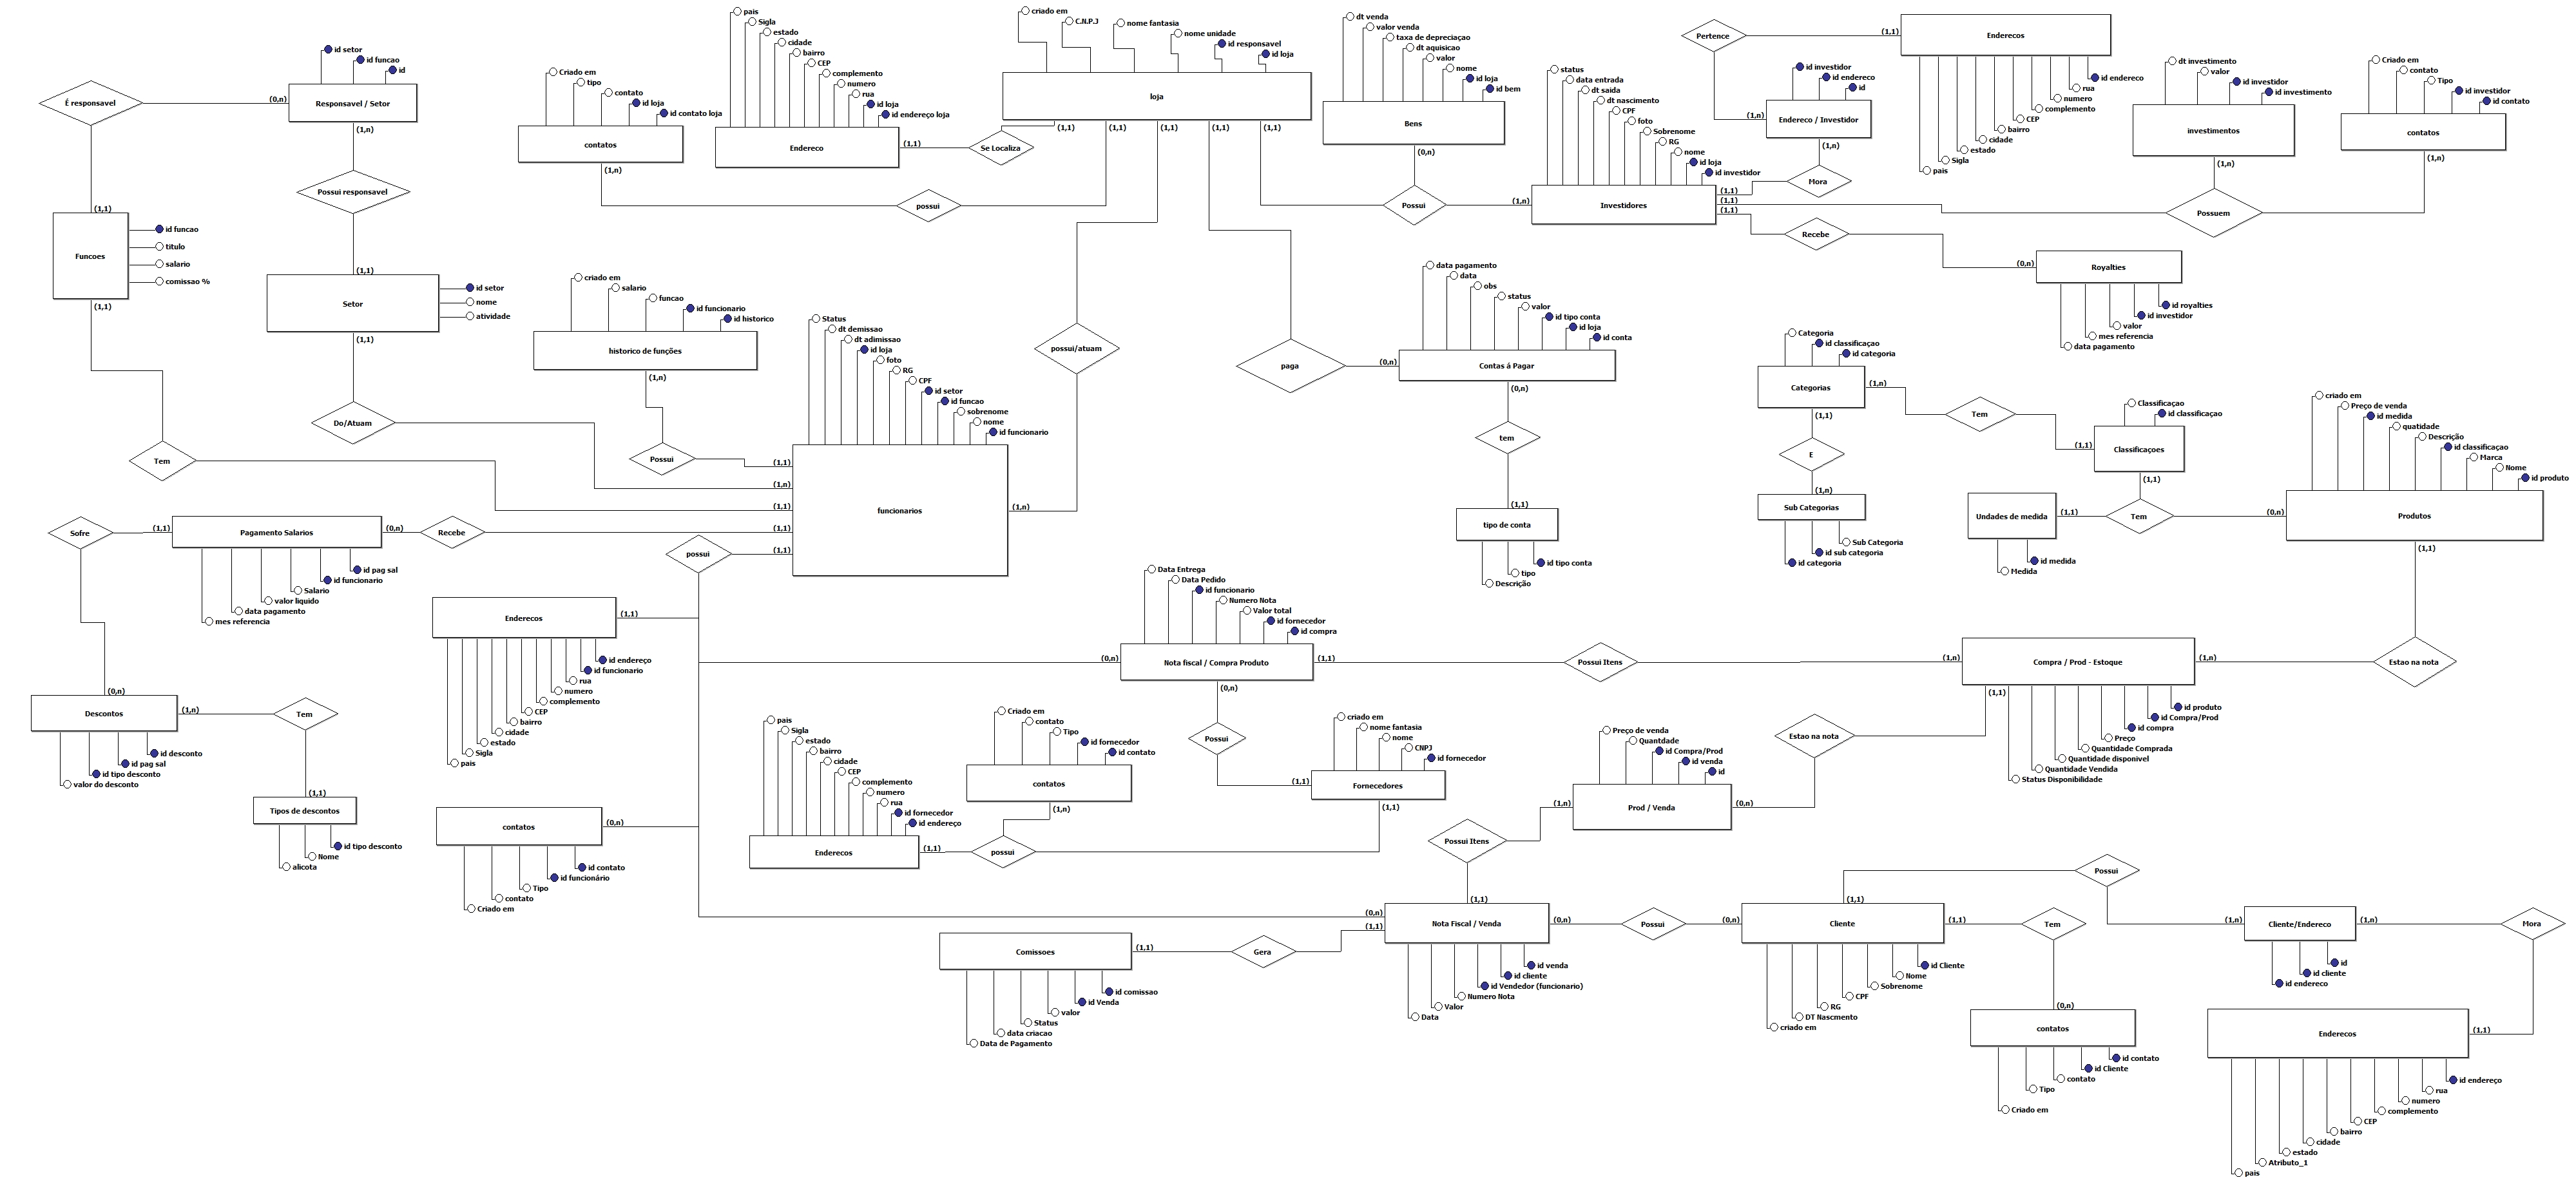 É responsavel
(0,n)
id setor
id funcao
id
Responsavel / Setor
(1,n)
Possui responsavel
(1,1)
Funcoes
id funcao
titulo
salario
comissao %
(1,1)
(1,1)
Setor
id setor
nome
atividade
(1,1)
Do/Atuam
Tem
Criado em
tipo
contato
id loja
id contato loja
contatos
(1,n)
pais
Sigla
estado
cidade
bairro
CEP
complemento
numero
rua
id loja
id endereço loja
Endereco
(1,1)
Se Localiza
possui
criado em
C.N.P.J
nome fantasia
nome unidade
id responsavel
id loja
loja
(1,1)
(1,1)
(1,1)
(1,1)
(1,1)
dt venda
valor venda
taxa de depreciaçao
dt aquisicao
valor
nome
id loja
id bem
Bens
(0,n)
Possui
(1,n)
status
data entrada
dt saida
dt nascimento
CPF
foto
Sobrenome
RG
nome
id loja
id investidor
Investidores
(1,1)
(1,1)
(1,1)
Pertence
(1,1)
id investidor
id endereco
id
(1,n)
Endereco / Investidor
(1,n)
Mora
Enderecos
id endereco
rua
numero
complemento
CEP
bairro
cidade
estado
Sigla
pais
dt investimento
valor
id investidor
id investimento
investimentos
(1,n)
Criado em
contato
Tipo
id investidor
id contato
contatos
(1,n)
Possuem
Recebe
(0,n)
Royalties
id royalties
id investidor
valor
mes referencia
data pagamento
criado em
salario
funcao
id funcionario
id historico
historico de funções
(1,n)
Possui
Status
dt demissao
dt adimissao
id loja
foto
RG
CPF
id setor
id funcao
sobrenome
nome
id funcionario
funcionarios
(1,1)
(1,n)
(1,1)
(1,1)
(1,1)
(1,n)
possui/atuam
paga
(0,n)
data pagamento
data
obs
status
valor
id tipo conta
id loja
id conta
Contas á Pagar
(0,n)
tem
(1,1)
tipo de conta
id tipo conta
tipo
Descrição
Categoria
id classificaçao
id categoria
Categorias
(1,n)
(1,1)
E
(1,n)
Sub Categorias
Sub Categoria
id sub categoria
id categoria
Tem
Classificaçao
id classificaçao
(1,1)
Classificaçoes
(1,1)
Undades de medida
(1,1)
id medida
Medida
Tem
(0,n)
criado em
Preço de venda
id medida
quatidade
Descrição
id classificaçao
Marca
Nome
id produto
Produtos
(1,1)
Sofre
(1,1)
Pagamento Salarios
(0,n)
Recebe
id pag sal
id funcionario
Salario
valor liquido
data pagamento
mes referencia
possui
Enderecos
(1,1)
id endereço
id funcionario
rua
numero
complemento
CEP
bairro
cidade
estado
Sigla
pais
(0,n)
Descontos
(1,n)
Tem
id desconto
id pag sal
id tipo desconto
valor do desconto
(1,1)
Tipos de descontos
id tipo desconto
Nome
alicota
contatos
(0,n)
id contato
id funcionário
Tipo
contato
Criado em
Data Entrega
Data Pedido
id funcionario
Numero Nota
Valor total
id fornecedor
id compra
(0,n)
Nota fiscal / Compra Produto
(1,1)
(0,n)
Possui Itens
(1,n)
Compra / Prod - Estoque
(1,n)
Estao na nota
(1,1)
id produto
id Compra/Prod
id compra
Preço
Quantidade Comprada
Quantidade disponivel
Quantidade Vendida
Status Disponibilidade
pais
Sigla
estado
bairro
cidade
CEP
complemento
numero
rua
id fornecedor
id endereço
Enderecos
(1,1)
Criado em
contato
Tipo
id fornecedor
id contato
contatos
(1,n)
possui
Possui
(1,1)
criado em
nome fantasia
nome
CNPJ
id fornecedor
Fornecedores
(1,1)
Preço de venda
Quantdade
id Compra/Prod
id venda
id
(1,n)
Prod / Venda
(0,n)
Estao na nota
Possui Itens
(1,1)
(0,n)
(1,1)
Nota Fiscal / Venda
(0,n)
id venda
id cliente
id Vendedor (funcionario)
Numero Nota
Valor
Data
Comissoes
(1,1)
Gera
id comissao
id Venda
valor
Status
data criacao
Data de Pagamento
Possui
(0,n)
Cliente
(1,1)
(1,1)
id Cliente
Nome
Sobrenome
CPF
RG
DT Nascmento
criado em
Tem
(0,n)
contatos
id contato
id Cliente
contato
Tipo
Criado em
Possui
(1,n)
Cliente/Endereco
(1,n)
id
id cliente
id endereco
Mora
Enderecos
(1,1)
id endereço
rua
numero
complemento
CEP
bairro
cidade
estado
Atributo_1
pais